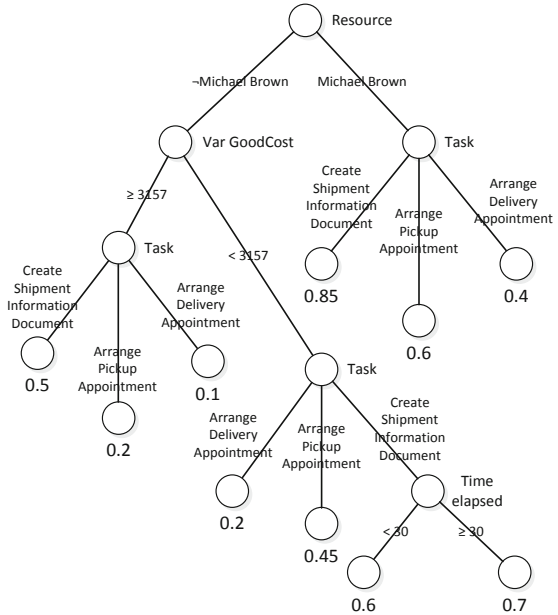 Resource
¬Michael Brown
Michael Brown
Var GoodCost
Task
≥ 3157
< 3157
Create
Shipment
Information
Document
Arrange
Pickup
Appointment
Arrange
Delivery
Appointment
0.85
0.6
0.4
Task
Create
Shipment
Information
Document
Arrange
Pickup
Appointment
Arrange
Delivery
Appointment
0.5
0.2
0.1
Task
Arrange
Delivery
Appointment
Arrange
Pickup
Appointment
Create
Shipment
Information
Document
0.2
0.45
Time
elapsed
< 30
≥ 30
0.6
0.7